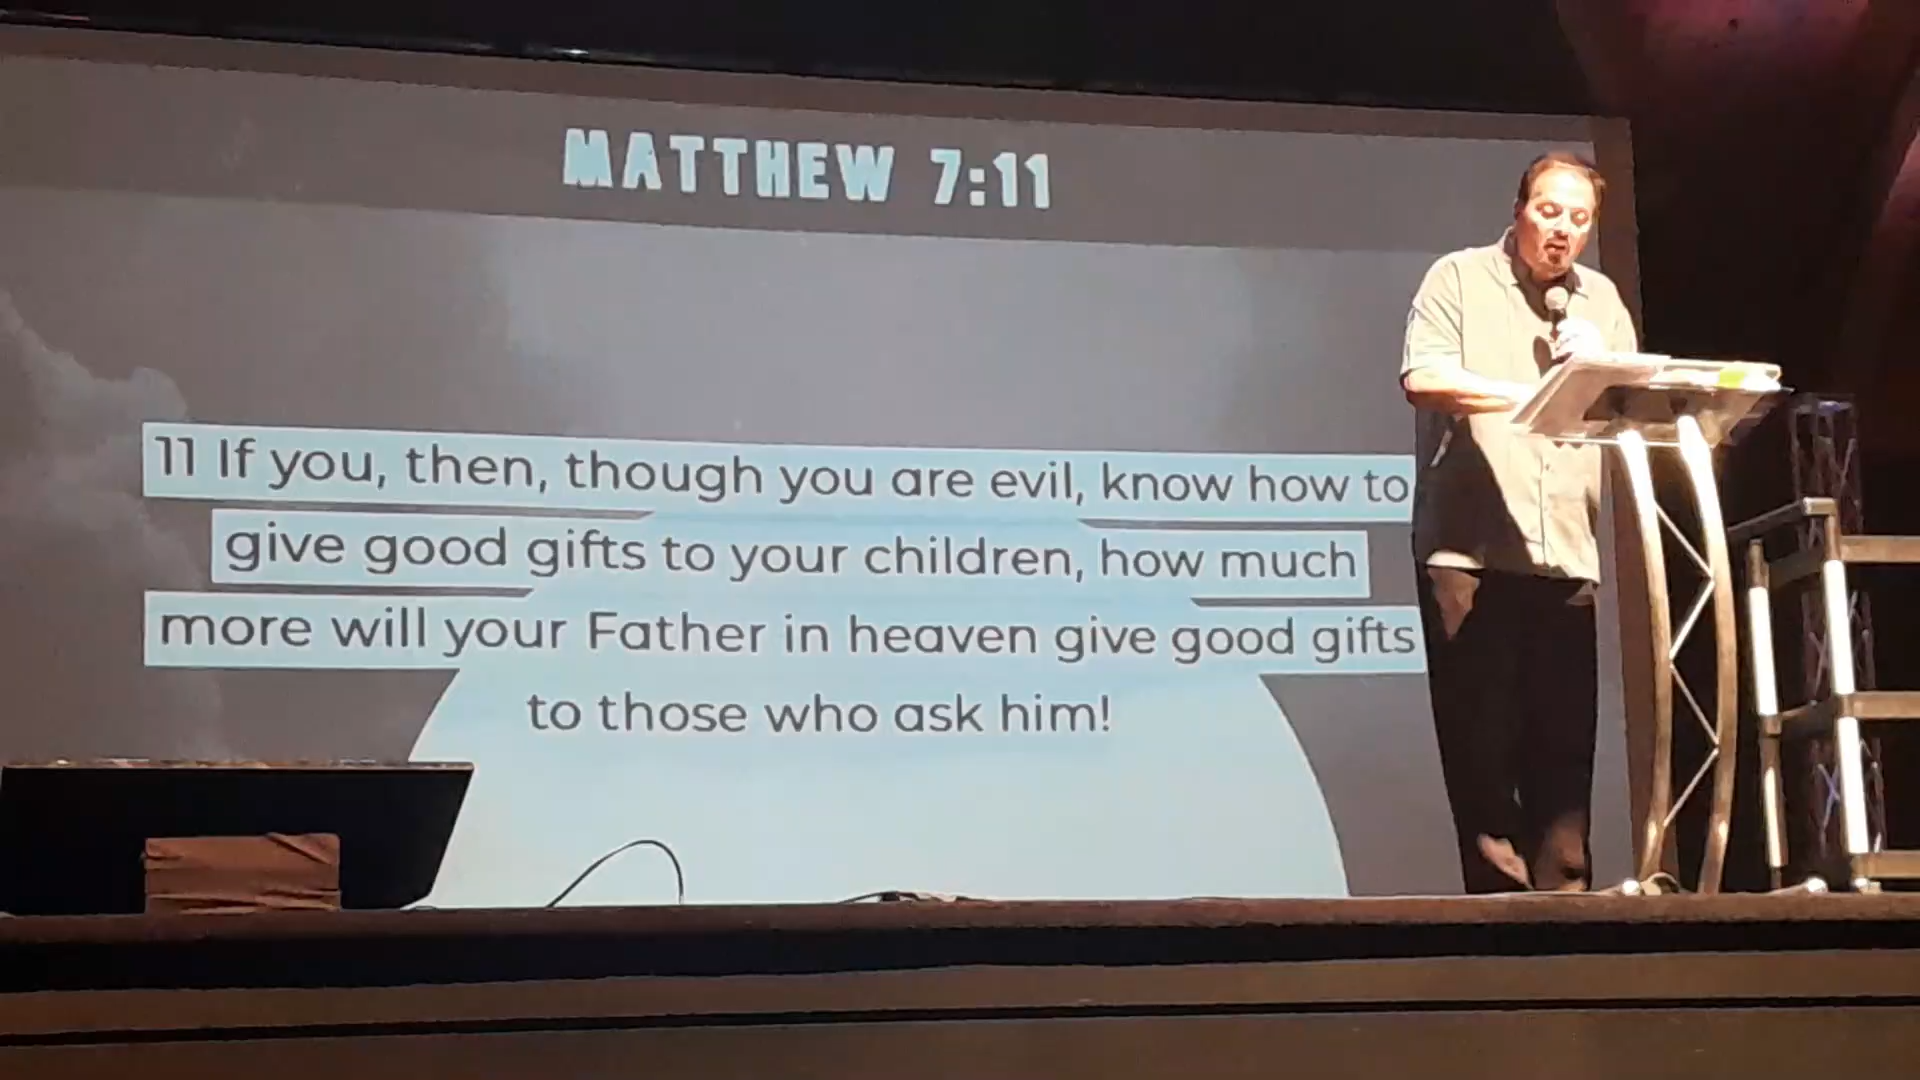 MATTHEW 7:11
11 If you, then, though you are evil, know how to
give good gifts to your children, how much
more will your Father in heaven give good gifts
to those who ask him!